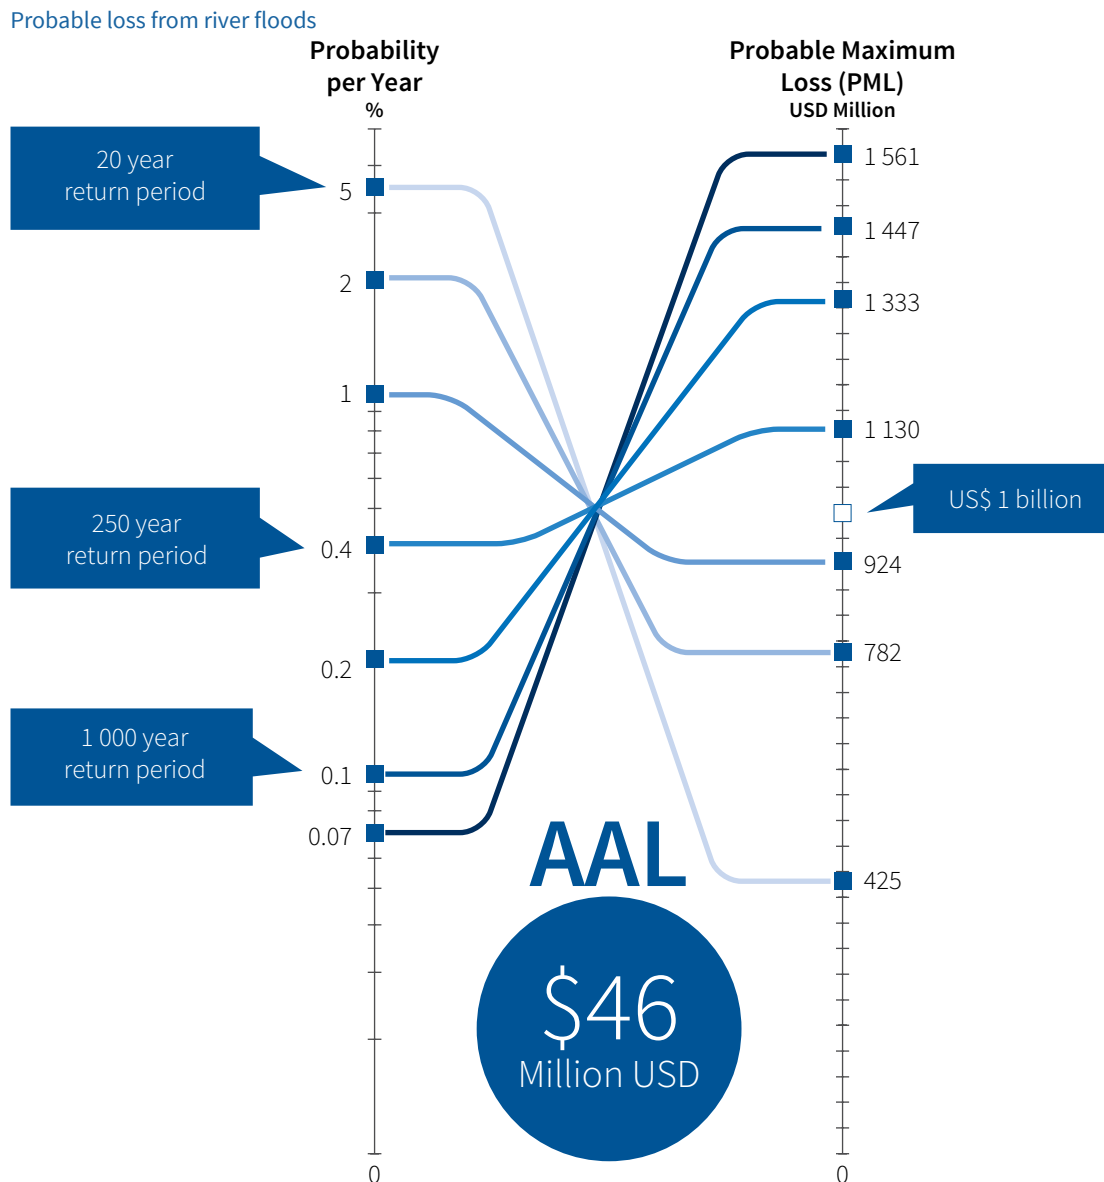 Probable loss from river floods
Probability
per Year
%
Probable Maximum
Loss (PML)
USD Million
20 year
return period
5
2
1
250 year
return period
0.4
0.2
1 000 year
return period
0.1
0.07
0
1 561
1 447
1 333
1 130
US$ 1 billion
924
782
425
0
AAL
$46
Million USD